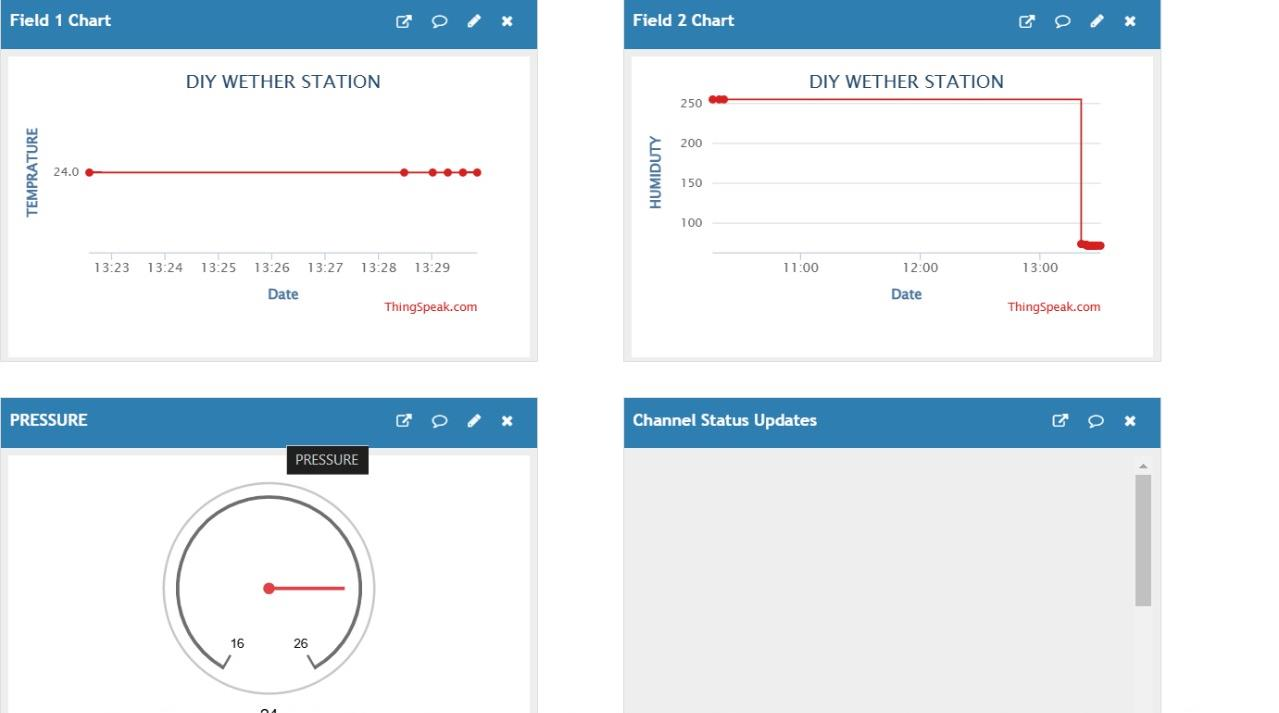 Field 1 Chart
DIY WETHER STATION
TEMPRATURE
24.0
13:23 13:24 13:25 13:26 13:27 13:28 13:29
Date
ThingSpeak.com
Field 2 Chart
DIY WETHER STATION
HUMIDUTY
250
200
150
100
11:00 12:00 13:00
Date
ThingSpeak.com
PRESSURE
PRESSURE
16 26
24
Channel Status Updates